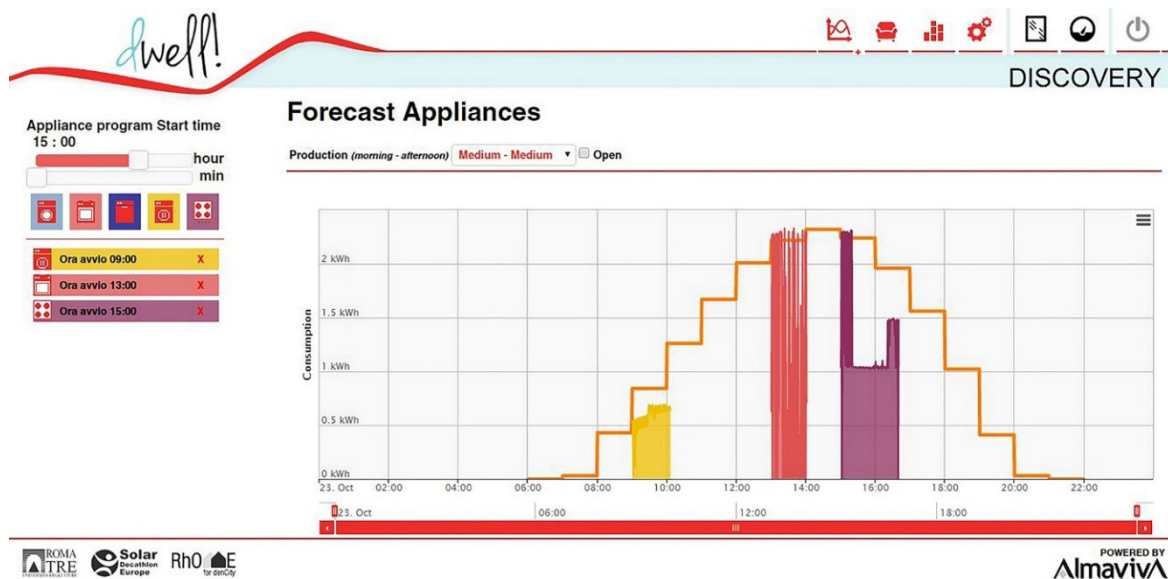 dwell!
DISCOVERY
Appliance program Start time
15 : 00
hour
min
Ora avvio 09:00 X
Ora avvio 13:00 X
Ora avvio 15:00 X
Forecast Appliances
Production (morning - afternoon) Medium - Medium Open
Consumption
2 kWh
1.5 kWh
1 kWh
0.5 kWh
0 kWh
23. Oct 02:00 04:00 06:00 08:00 10:00 12:00 14:00 16:00 18:00 20:00 22:00
23. Oct 06:00 12:00 18:00
ROMA
TRE
Solar
Decathlon
Europe
RhOME
for denCity
POWERED BY
AlmavivA